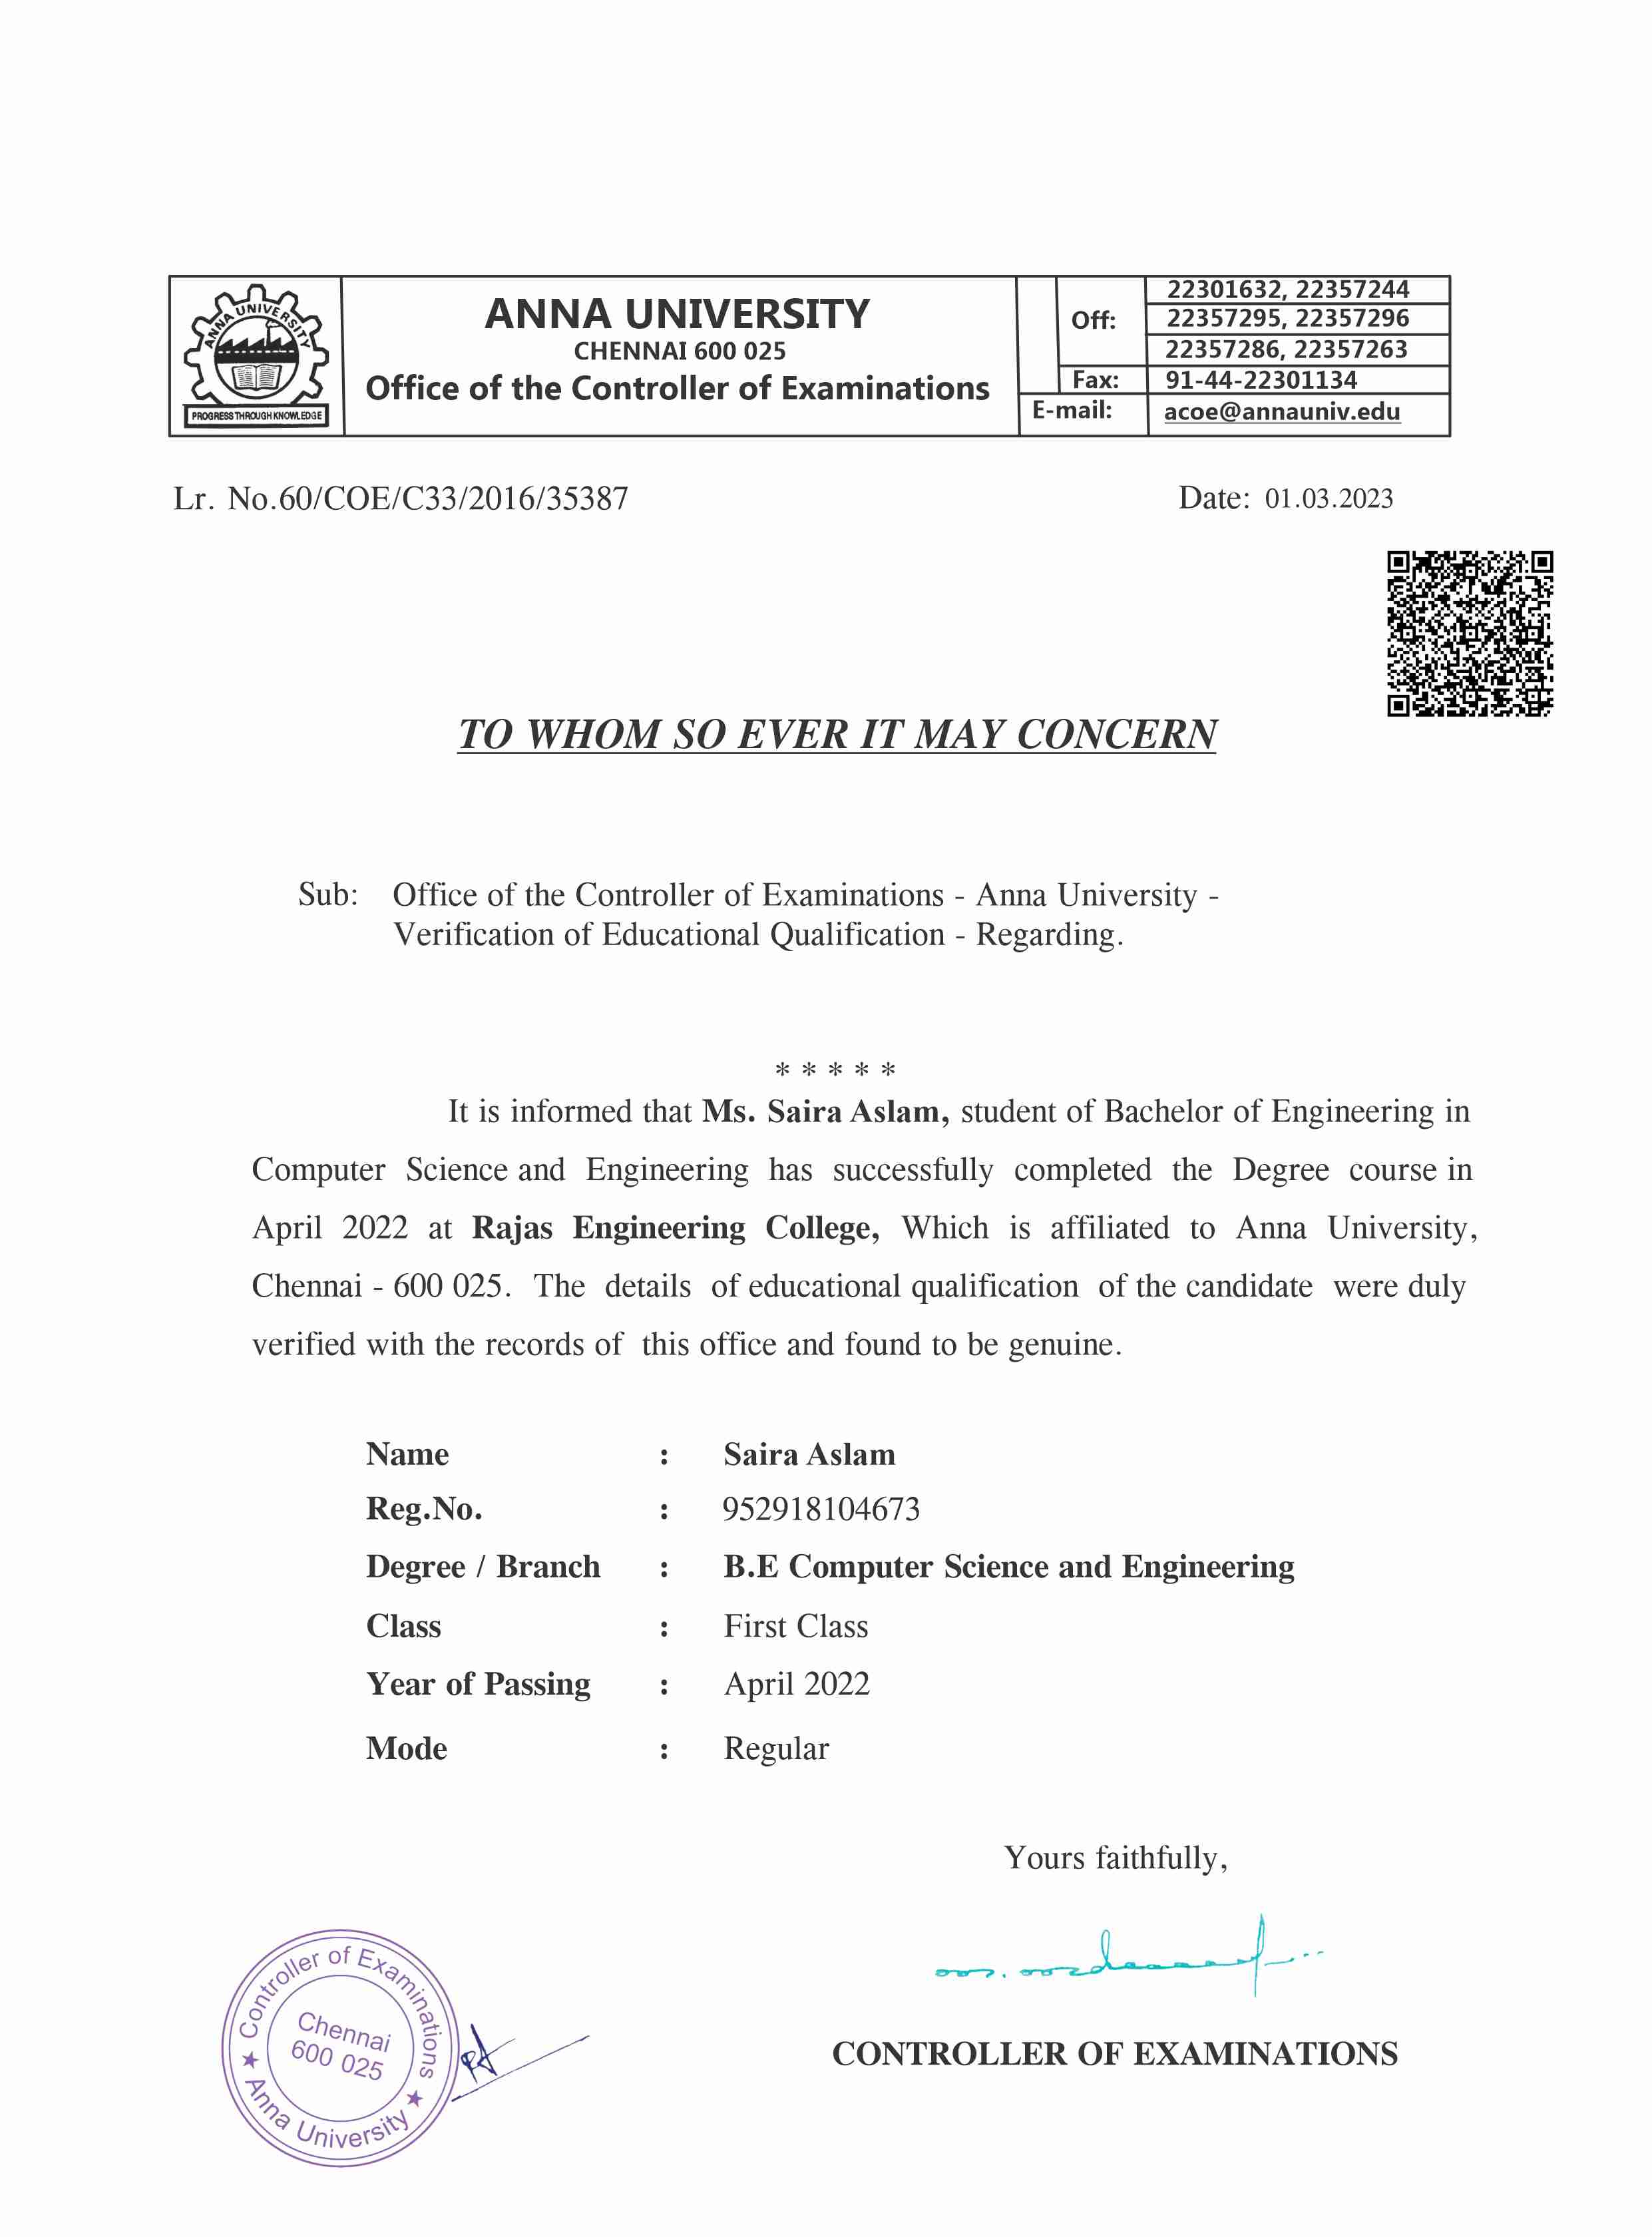 ANNA UNIVERSITY
PROGRESS THROUGH KNOWLEDGE
ANNA UNIVERSITY
CHENNAI 600 025
Office of the Controller of Examinations
Off: 22301632, 22357244
22357295, 22357296
22357286, 22357263
Fax: 91-44-22301134
E-mail: acoe@annauniv.edu
Lr. No.60/COE/C33/2016/35387 Date: 01.03.2023
TO WHOM SO EVER IT MAY CONCERN
Sub: Office of the Controller of Examinations - Anna University -
Verification of Educational Qualification - Regarding.
* * * * *
It is informed that Ms. Saira Aslam, student of Bachelor of Engineering in
Computer Science and Engineering has successfully completed the Degree course in
April 2022 at Rajas Engineering College, Which is affiliated to Anna University,
Chennai - 600 025. The details of educational qualification of the candidate were duly
verified with the records of this office and found to be genuine.
Name : Saira Aslam
Reg.No. : 952918104673
Degree / Branch : B.E Computer Science and Engineering
Class : First Class
Year of Passing : April 2022
Mode : Regular
Yours faithfully,
CONTROLLER OF EXAMINATIONS
Controller of Examinations
Chennai
600 025
★ Anna University ★